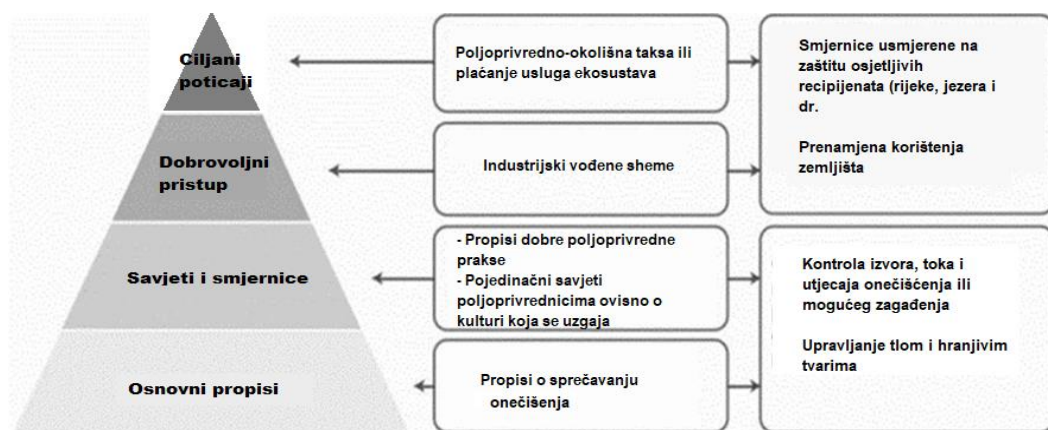 Ciljani
poticaji
Dobrovoljni
pristup
Savjeti i smjernice
Osnovni propisi
Poljoprivredno-okolišna taksa ili
plaćanje usluga ekosustava
Industrijski vođene sheme
- Propisi dobre poljoprivredne
prakse
- Pojedinačni savjeti
poljoprivrednicima ovisno o
kulturi koja se uzgaja
Propisi o sprečavanju
onečišenja
Smjernice usmjerene na
zaštitu osjetljivih
recipijenata (rijeke, jezera i
dr.
Prenamjena korištenja
zemljišta
Kontrola izvora, toka i
utjecaja onečišćenja ili
mogućeg zagađenja
Upravljanje tlom i hranjivim
tvarima